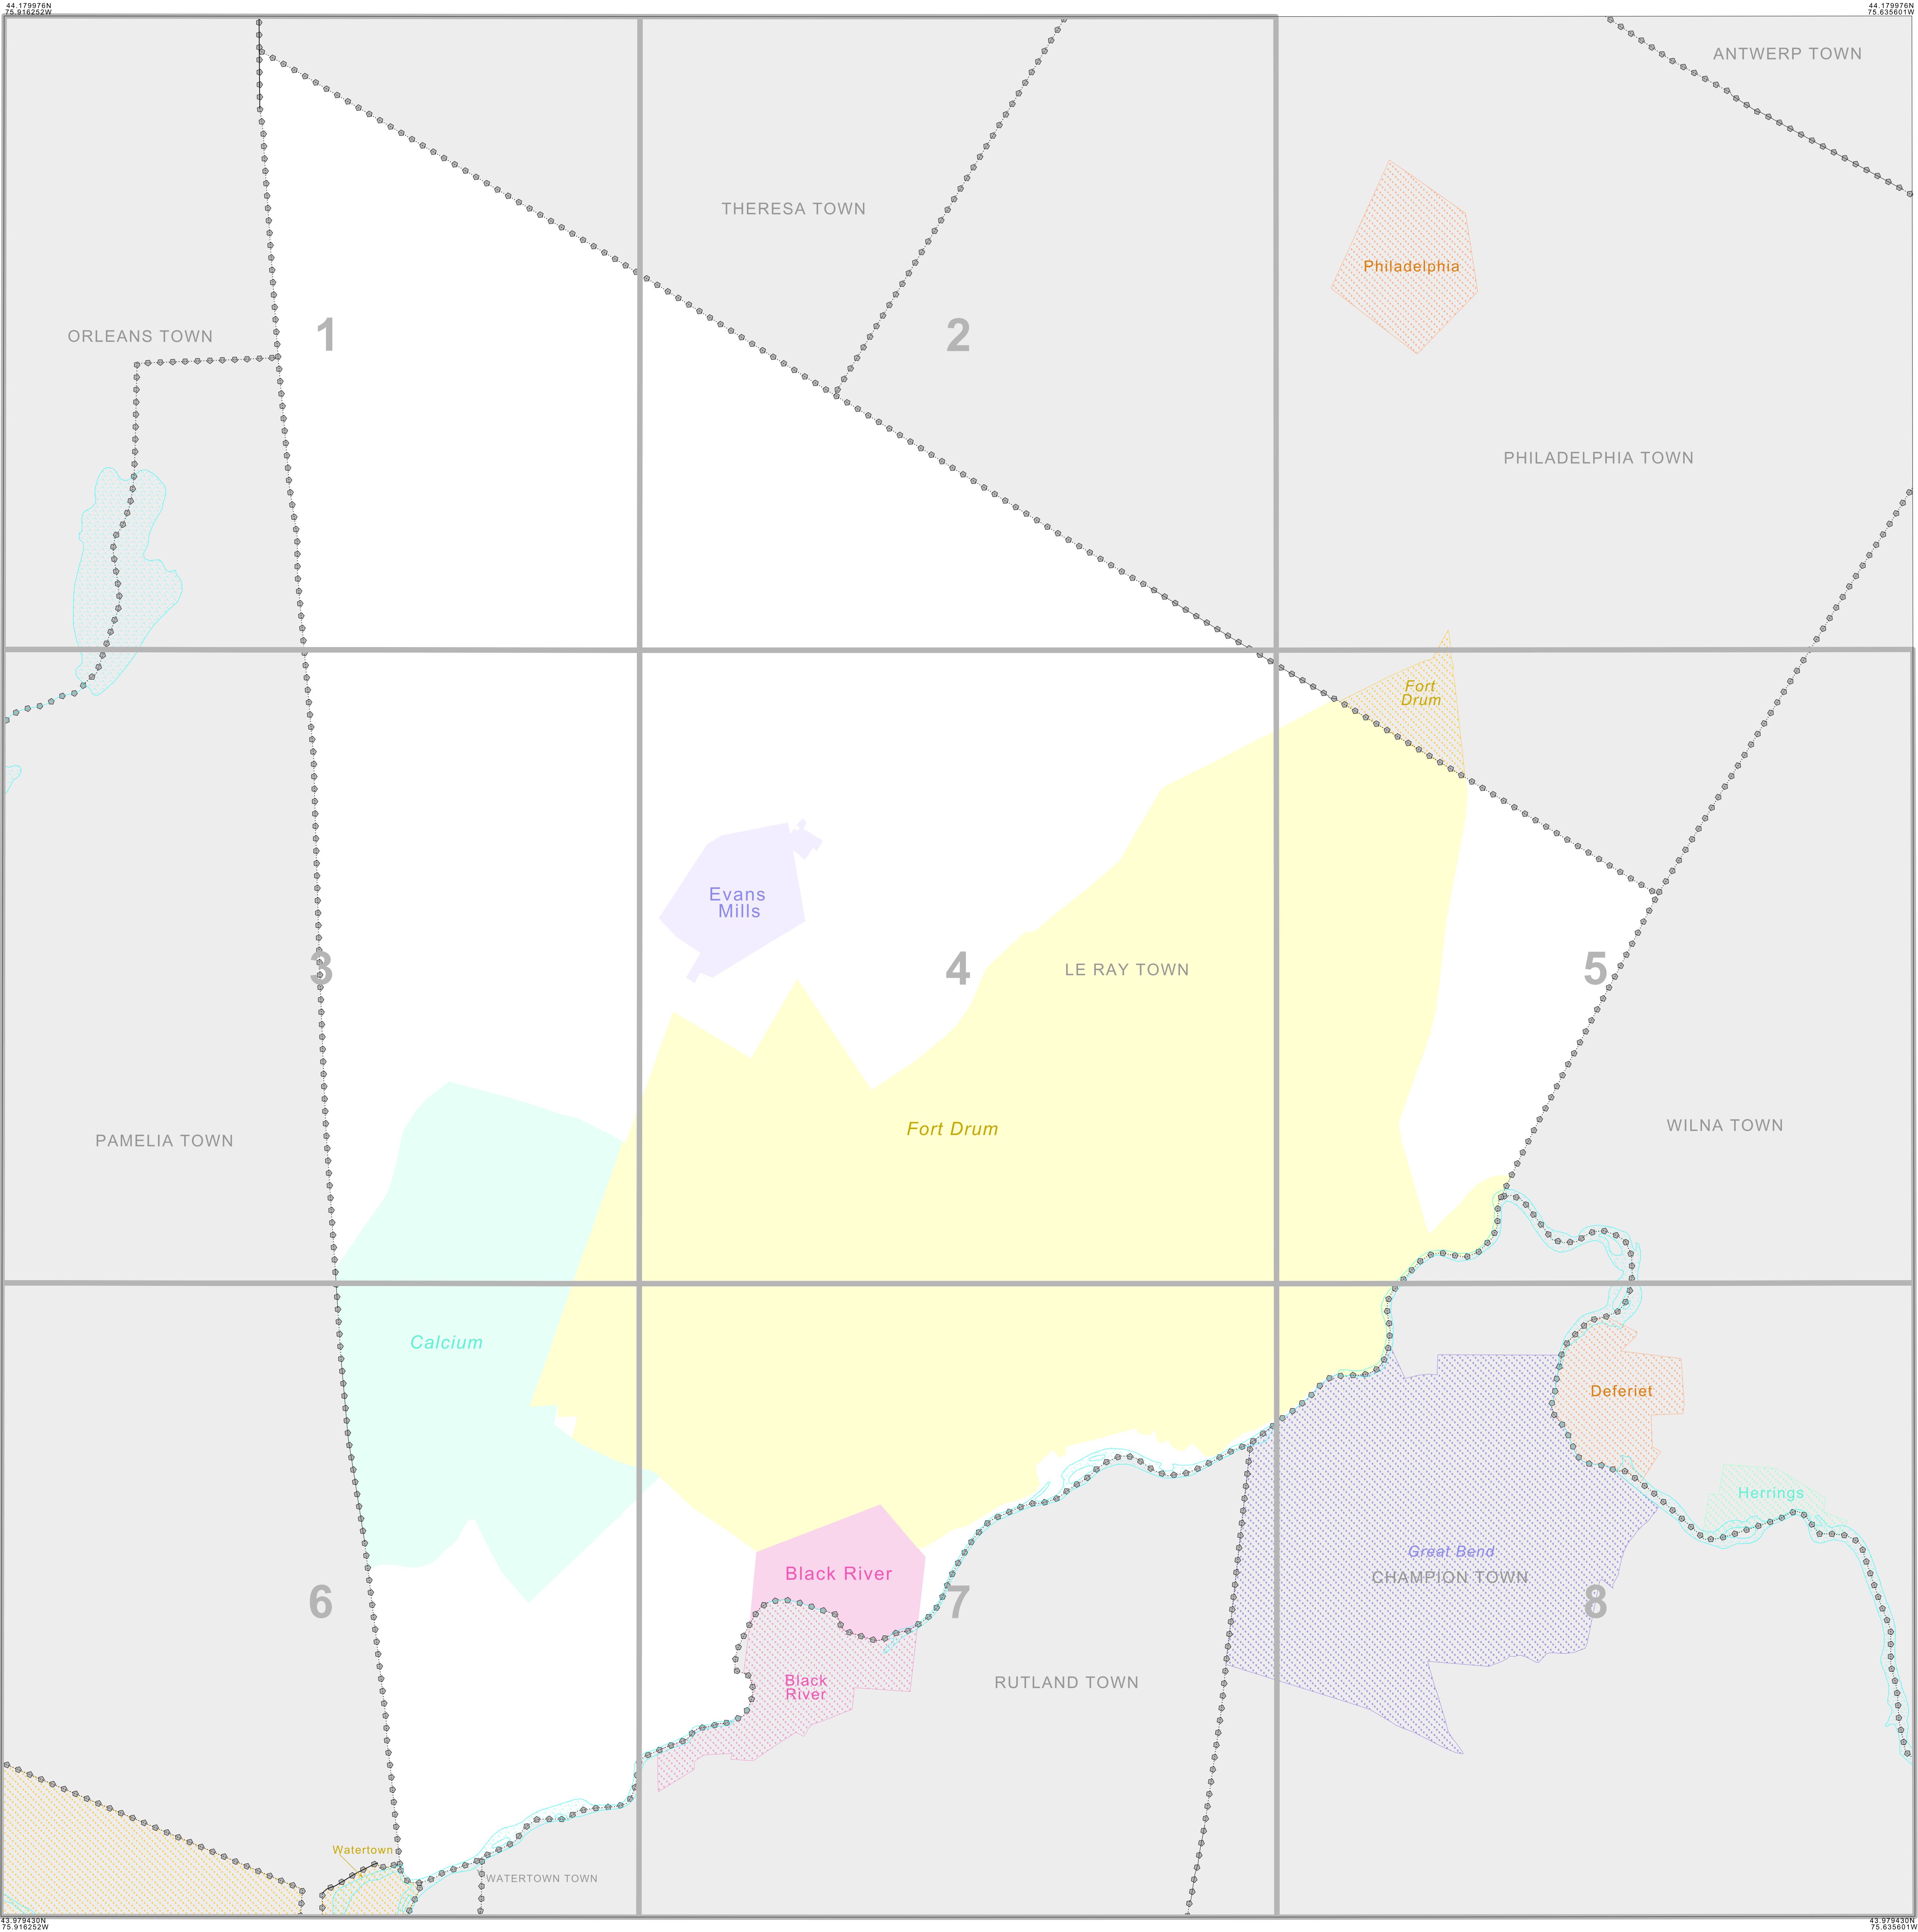 44.179976N
75.916252W
44.179976N
75.635601W
ANTWERP TOWN
THERESA TOWN
Philadelphia
ORLEANS TOWN
1
2
PHILADELPHIA TOWN
Fort
Drum
Evans
Mills
3
4
LE RAY TOWN
5
PAMELIA TOWN
Fort Drum
WILNA TOWN
Calcium
Deferiet
Herrings
Great Bend
Black River
CHAMPION TOWN
6
7
8
Black
River
RUTLAND TOWN
Watertown
WATERTOWN TOWN
43.979430N
75.916252W
43.979430N
75.635601W